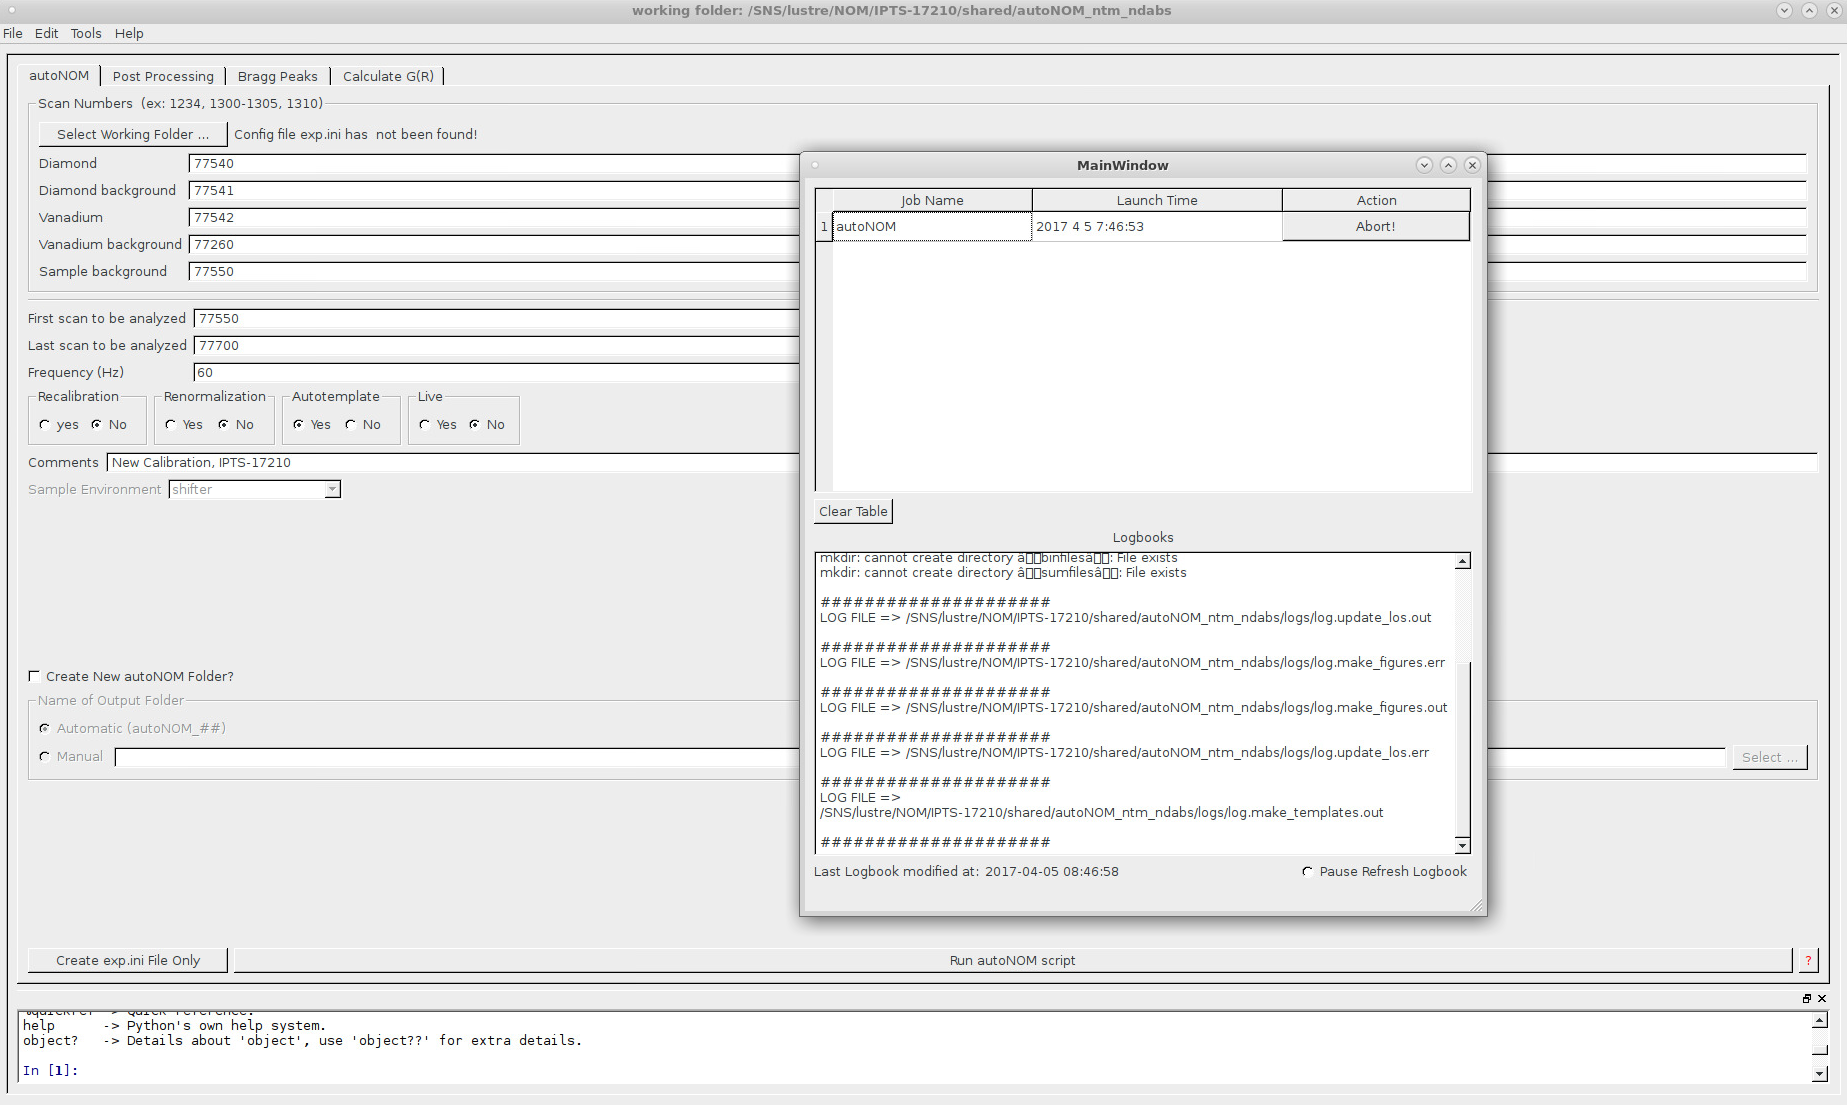 working folder: /SNS/lustre/NOM/IPTS-17210/shared/autoNOM_ntm_ndabs
File Edit Tools Help
autoNOM Post Processing Bragg Peaks Calculate G(R)
Scan Numbers (ex: 1234, 1300-1305, 1310)
Select Working Folder ... Config file exp.ini has not been found!
Diamond 77540
Diamond background 77541
Vanadium 77542
Vanadium background 77260
Sample background 77550
First scan to be analyzed 77550
Last scan to be analyzed 77700
Frequency (Hz) 60
Recalibration Renormalization Autotemplate Live
yes No Yes No Yes No Yes No
Comments New Calibration, IPTS-17210
Sample Environment shifter
Create New autoNOM Folder?
Name of Output Folder
Automatic (autoNOM_##)
Manual
Select ...
Create exp.ini File Only Run autoNOM script ?
MainWindow
Job Name Launch Time Action
1 autoNOM 2017 4 5 7:46:53 Abort!
Clear Table
Logbooks
mkdir: cannot create directory â▯▯binfilesâ▯▯: File exists
mkdir: cannot create directory â▯▯sumfilesâ▯▯: File exists
#####################
LOG FILE => /SNS/lustre/NOM/IPTS-17210/shared/autoNOM_ntm_ndabs/logs/log.update_los.out
#####################
LOG FILE => /SNS/lustre/NOM/IPTS-17210/shared/autoNOM_ntm_ndabs/logs/log.make_figures.err
#####################
LOG FILE => /SNS/lustre/NOM/IPTS-17210/shared/autoNOM_ntm_ndabs/logs/log.make_figures.out
#####################
LOG FILE => /SNS/lustre/NOM/IPTS-17210/shared/autoNOM_ntm_ndabs/logs/log.update_los.err
#####################
LOG FILE =>
/SNS/lustre/NOM/IPTS-17210/shared/autoNOM_ntm_ndabs/logs/log.make_templates.out
#####################
Last Logbook modified at: 2017-04-05 08:46:58 Pause Refresh Logbook
%quickref -> Quick reference.
help -> Python's own help system.
object? -> Details about 'object', use 'object??' for extra details.
In [1]: